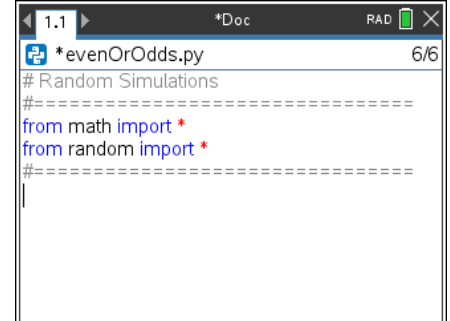 1.1 *Doc RAD
*evenOrOdds.py 6/6
# Random Simulations
#================================
from math import *
from random import *
#================================